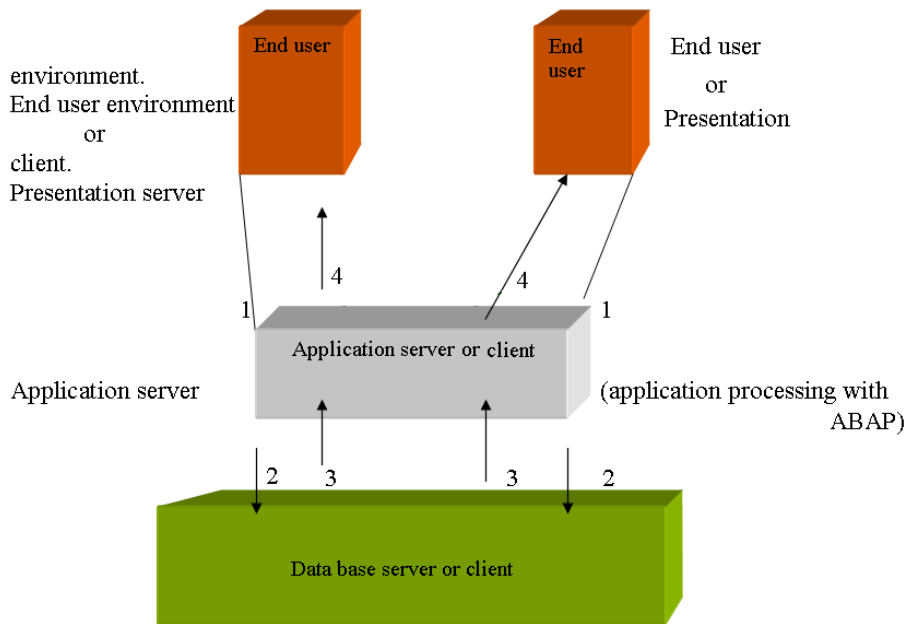 End user
End
user
End user
or
Presentation
environment.
End user environment
or
client.
Presentation server
4
4
1
1
Application server or client
Application server
(application processing with
ABAP)
2
3
3
2
Data base server or client